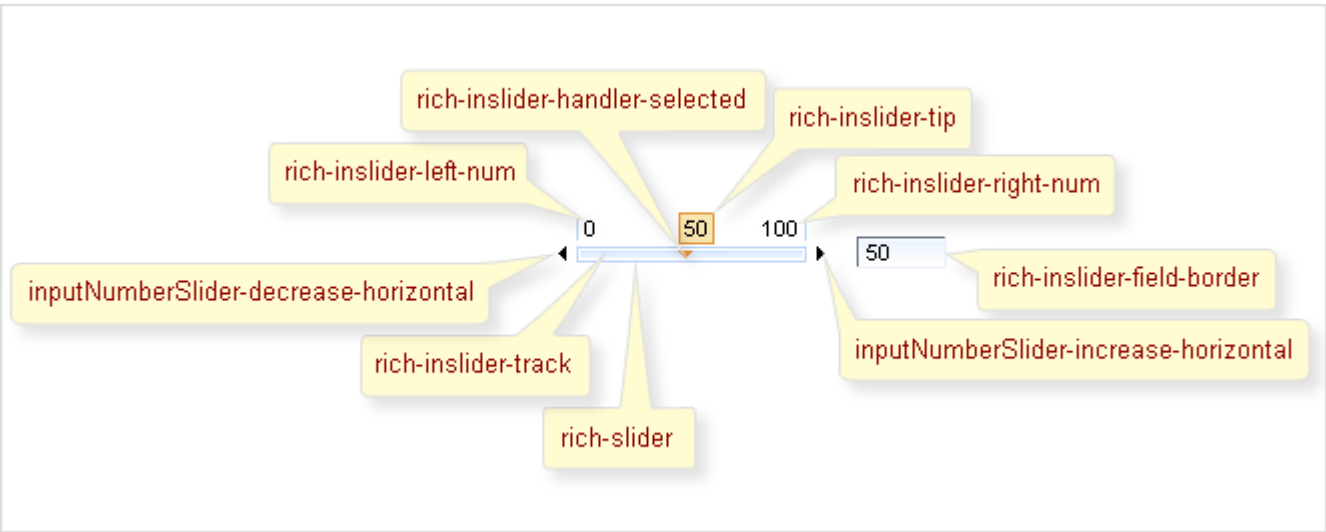 rich-inslider-handler-selected
rich-inslider-tip
rich-inslider-left-num
rich-inslider-right-num
0 50 100
50
inputNumberSlider-decrease-horizontal
rich-inslider-field-border
rich-inslider-track
inputNumberSlider-increase-horizontal
rich-slider